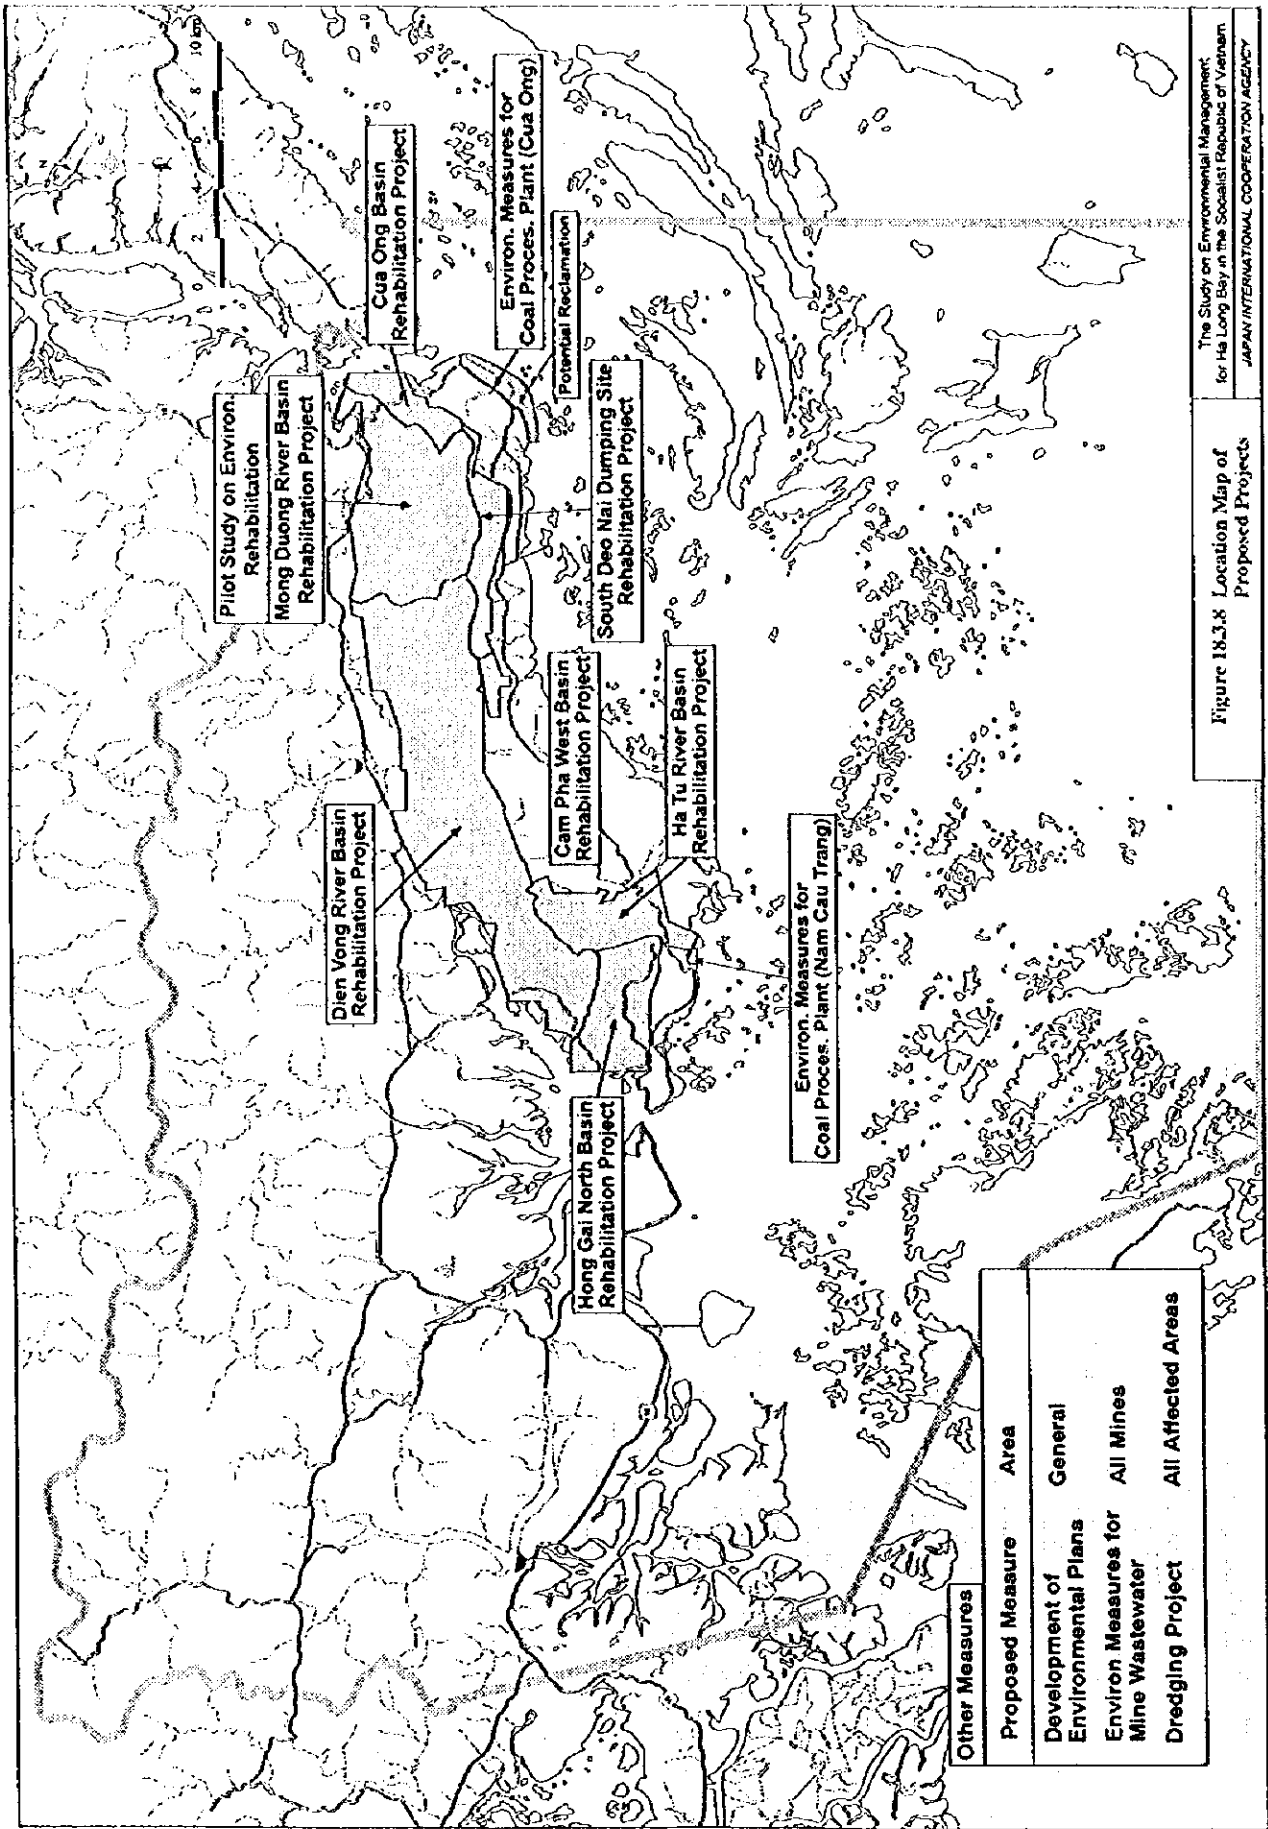 Pilot Study on Environ.
Rehabilitation
Mong Duong River Basin
Rehabilitation Project
Cua Ong Basin
Rehabilitation Project
Environ. Measures for
Coal Proces. Plant (Cua Ong)
Potential Reclamation
South Deo Nai Dumping Site
Rehabilitation Project
Dien Vong River Basin
Rehabilitation Project
Cam Pha West Basin
Rehabilitation Project
Ha Tu River Basin
Rehabilitation Project
Environ. Measures for
Coal Proces. Plant (Nam Cau Trang)
Hong Gai North Basin
Rehabilitation Project
N
2
6
8
10 km
Other Measures
Proposed Measure Area
Development of General
Environmental Plans
Environ Measures for All Mines
Mine Wastewater
Dredging Project All Affected Areas
Figure 18.3.8 Location Map of
Proposed Projects
The Study on Environmental Management
for Ha Long Bay in the Socialist Republic of Vietnam
JAPAN INTERNATIONAL COOPERATION AGENCY